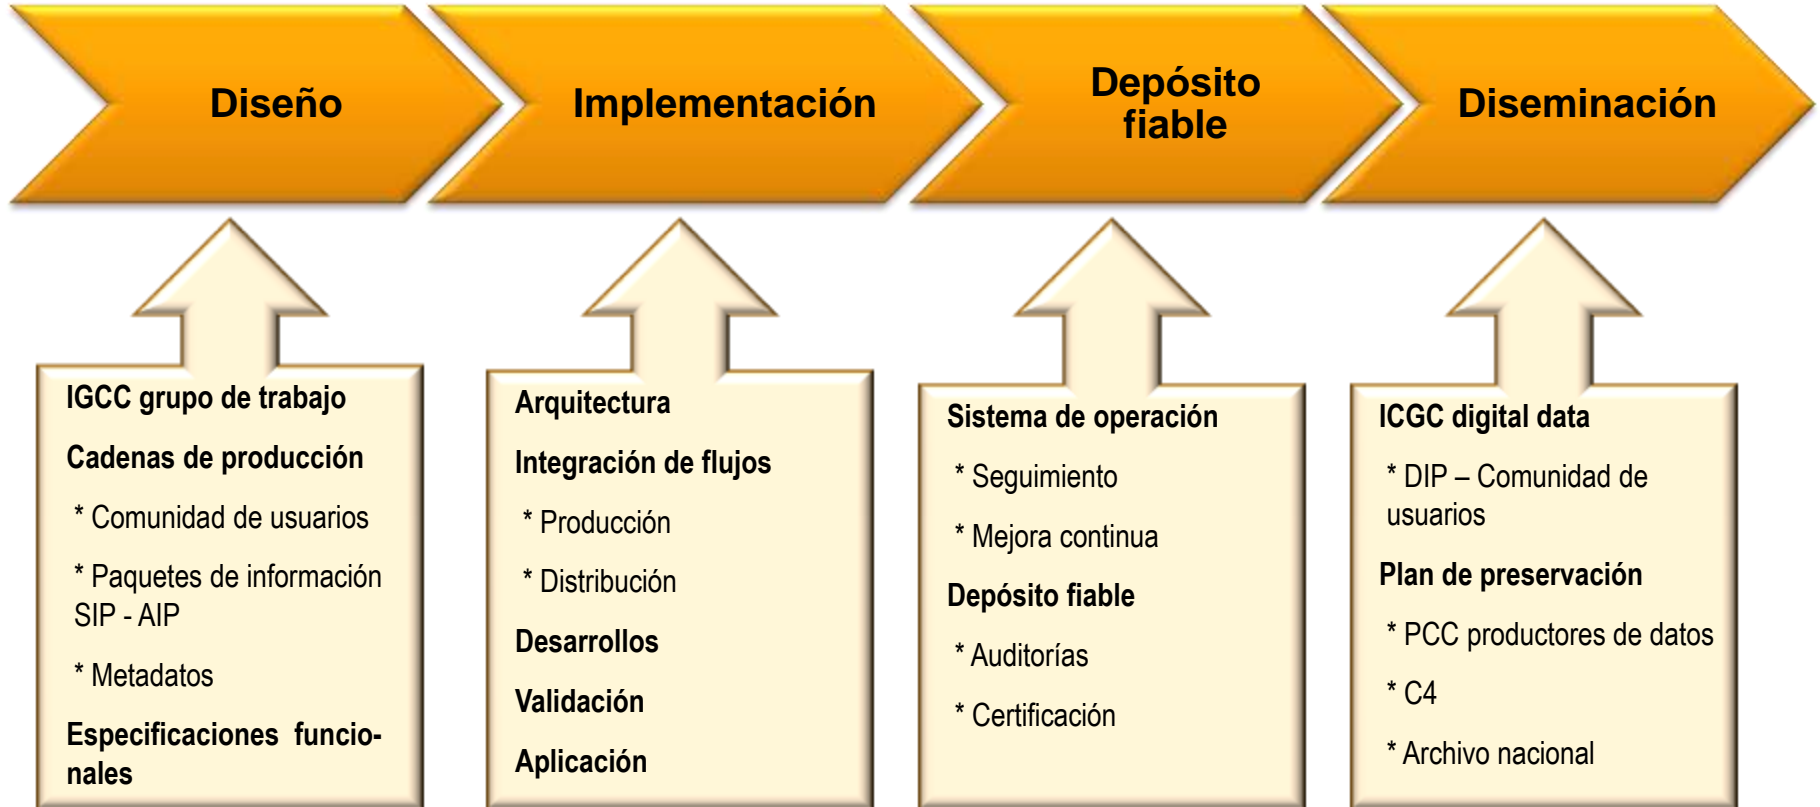 Diseño
Implementación
Depósito
fiable
Diseminación
IGCC grupo de trabajo
Cadenas de producción
* Comunidad de usuarios
* Paquetes de información
SIP - AIP
* Metadatos
Especificaciones funcio-
nales
Arquitectura
Integración de flujos
* Producción
* Distribución
Desarrollos
Validación
Aplicación
Sistema de operación
* Seguimiento
* Mejora continua
Depósito fiable
* Auditorías
* Certificación
ICGC digital data
* DIP – Comunidad de
usuarios
Plan de preservación
* PCC productores de datos
* C4
* Archivo nacional